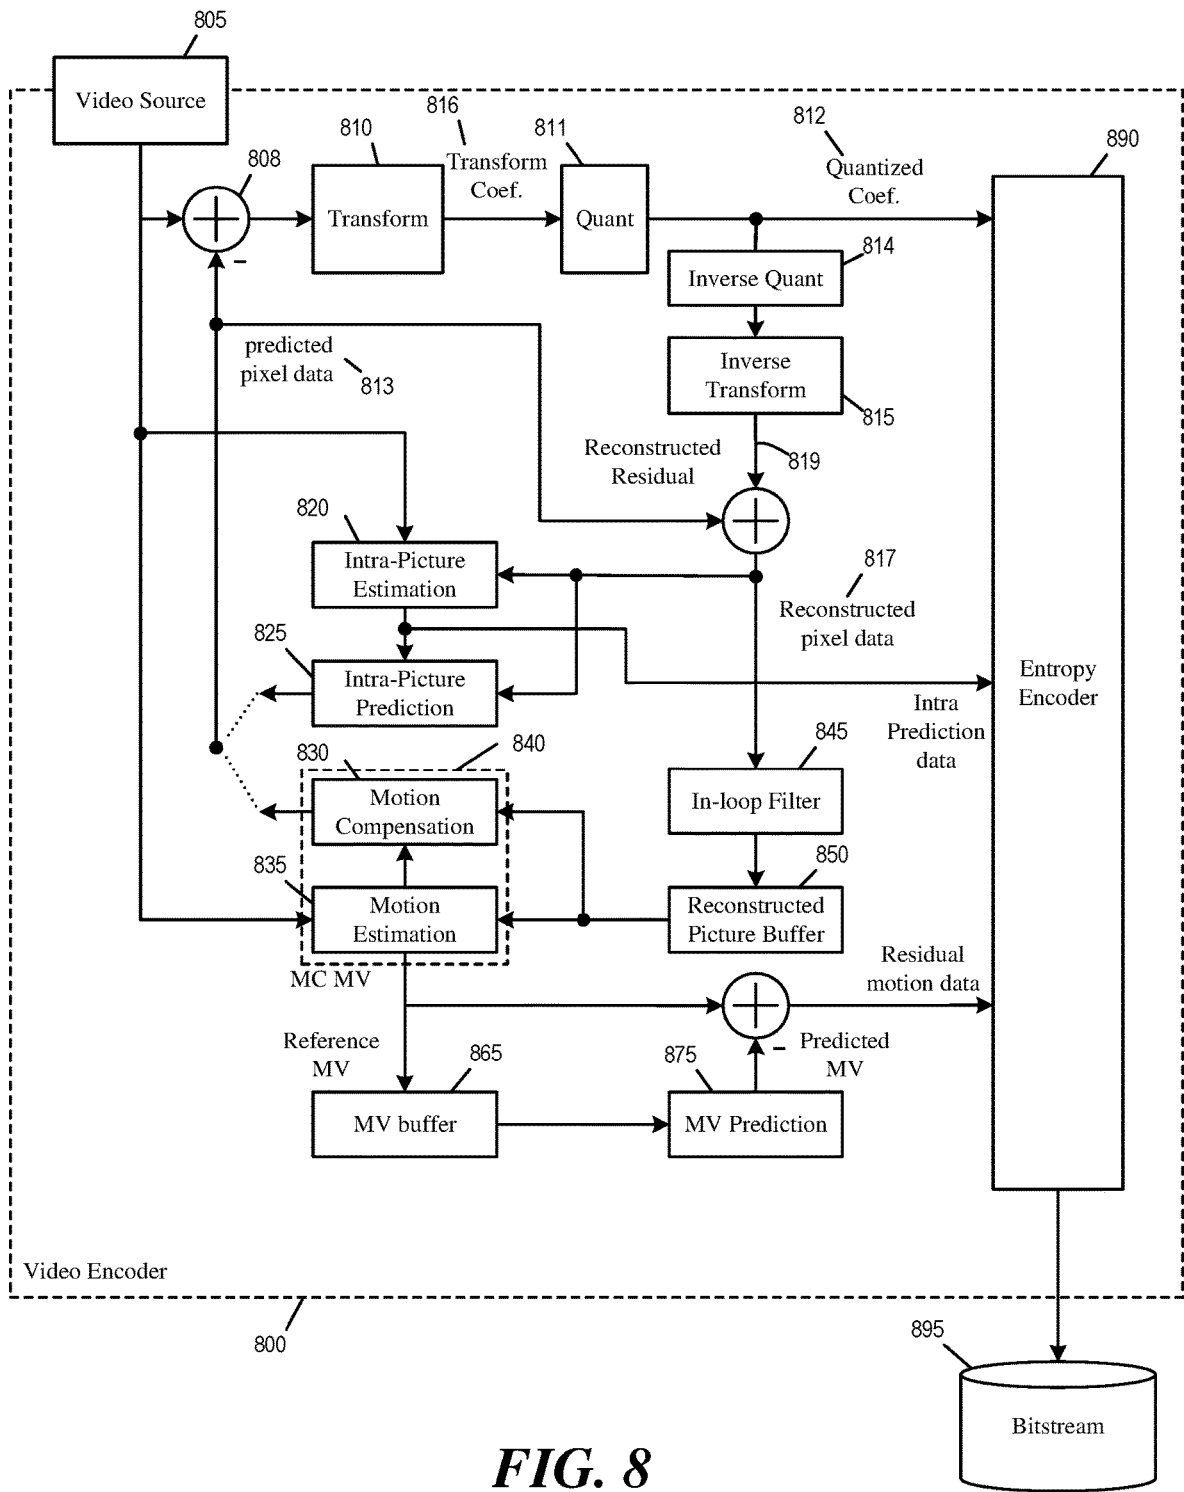 805
Video Source
816
812
810
811
890
808
Transform
Coef.
Quantized
Coef.
Transform
Quant
–
814
Inverse Quant
predicted
pixel data
813
Inverse
Transform
815
Reconstructed
Residual
819
820
817
Intra-Picture
Estimation
Reconstructed
pixel data
825
Intra-Picture
Prediction
Entropy
Encoder
Intra
Prediction
data
830
840
845
Motion
Compensation
In-loop Filter
835
850
Motion
Estimation
Reconstructed
Picture Buffer
MC MV
Residual
motion data
Reference
MV
865
875
–
Predicted
MV
MV buffer
MV Prediction
Video Encoder
800
895
Bitstream
FIG. 8